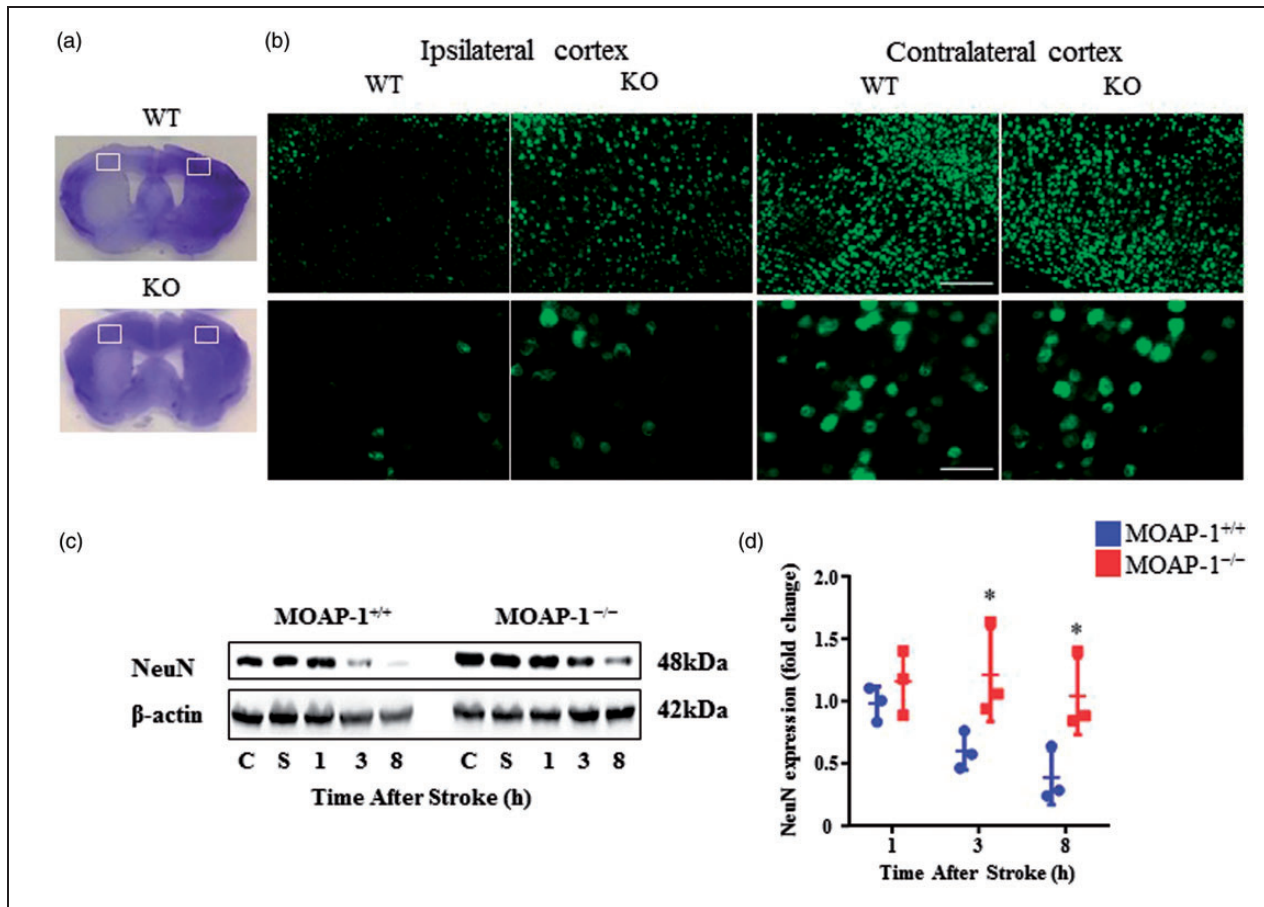 (a)
WT
KO
(b)
Ipsilateral cortex
Contralateral cortex
WT
KO
WT
KO
(c)
MOAP-1⁺/⁺
MOAP-1⁻/⁻
NeuN
48kDa
β-actin
42kDa
C S 1 3 8 C S 1 3 8
Time After Stroke (h)
(d)
MOAP-1⁺/⁺
MOAP-1⁻/⁻
NeuN expression (fold change)
2.0
1.5
1.0
0.5
0
*
*
1 3 8
Time After Stroke (h)